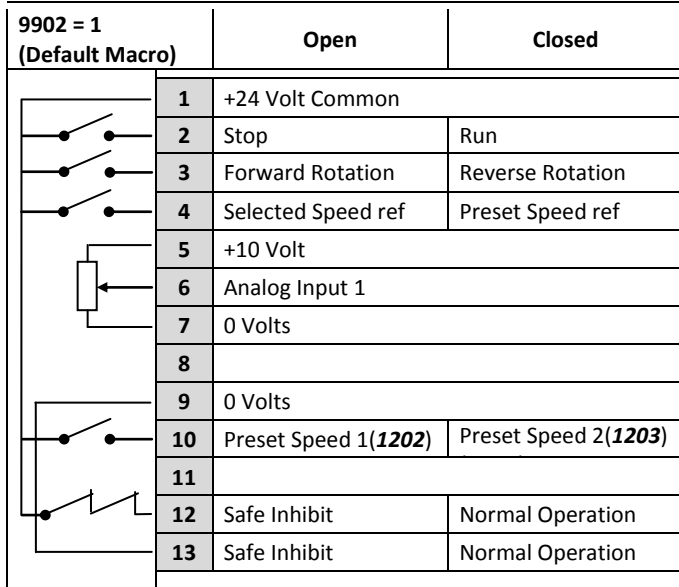 9902 = 1
(Default Macro)
Open
Closed
1 +24 Volt Common
2 Stop Run
3 Forward Rotation Reverse Rotation
4 Selected Speed ref Preset Speed ref
5 +10 Volt
6 Analog Input 1
7 0 Volts
8
9 0 Volts
10 Preset Speed 1(1202) Preset Speed 2(1203)
11
12 Safe Inhibit Normal Operation
13 Safe Inhibit Normal Operation